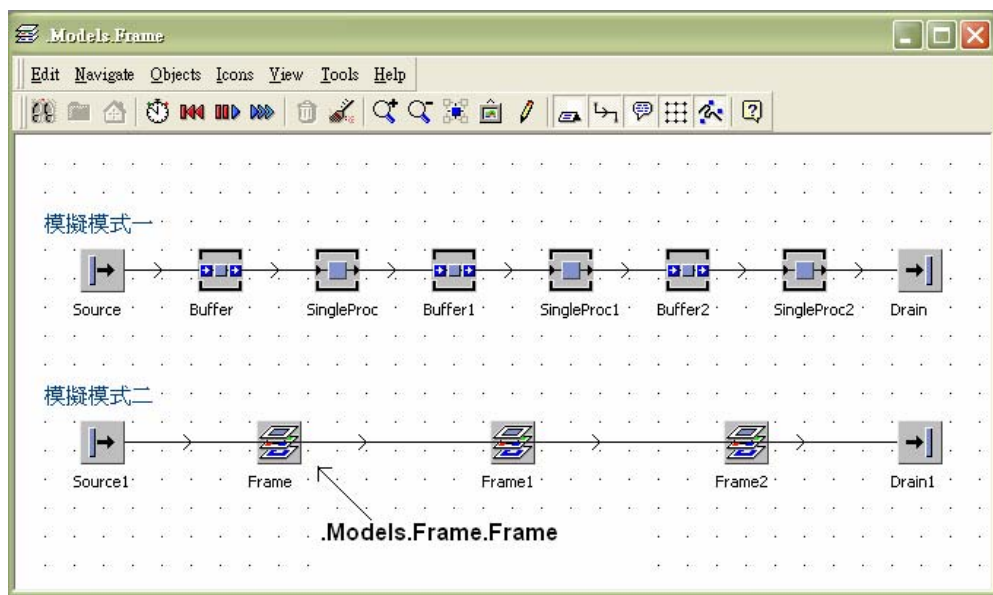 .Models.Frame
Edit Navigate Objects Icons View Tools Help
模擬模式一
Source Buffer SingleProc Buffer1 SingleProc1 Buffer2 SingleProc2 Drain
模擬模式二
Source1 Frame Frame1 Frame2 Drain1
.Models.Frame.Frame